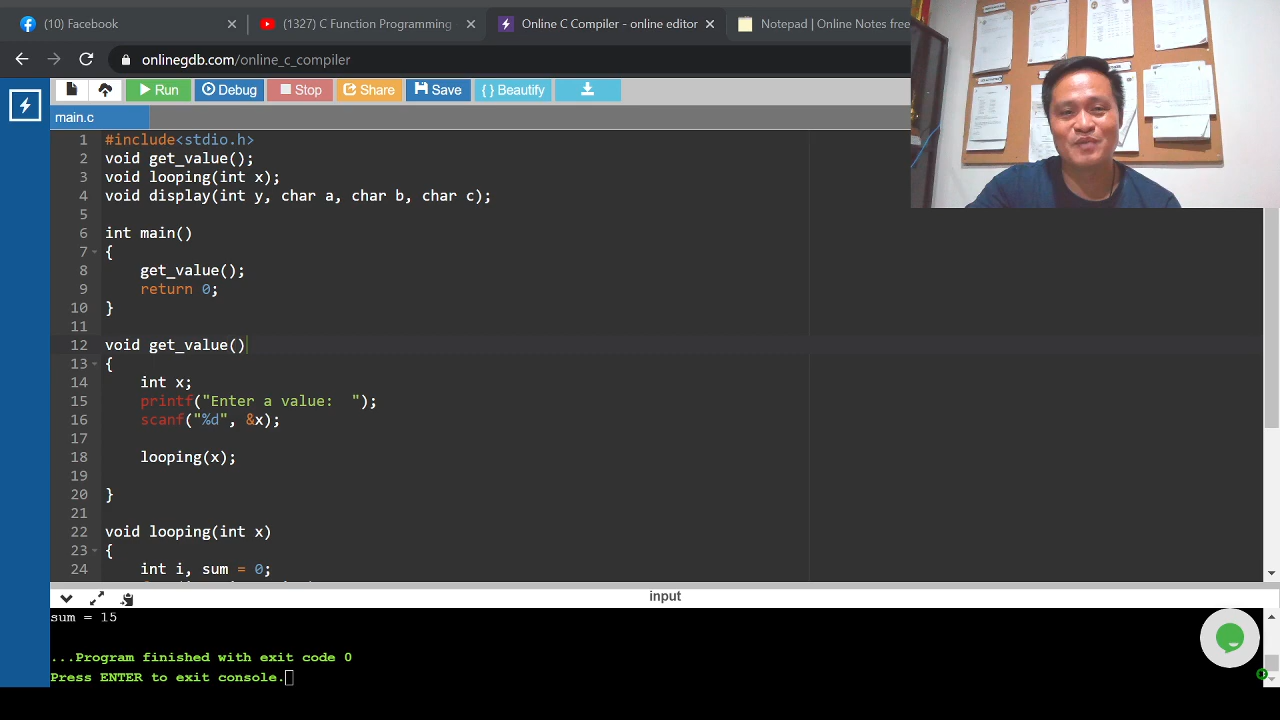 (10) Facebook
(1327) C Function Programming
Online C Compiler - online editor
Notepad | Online Notes free
onlinegdb.com/online_c_compiler
Run Debug Stop Share Save { } Beautify
main.c
1 #include<stdio.h>
2 void get_value();
3 void looping(int x);
4 void display(int y, char a, char b, char c);
5
6 int main()
7 {
8 get_value();
9 return 0;
10 }
11
12 void get_value()
13 {
14 int x;
15 printf("Enter a value:  ");
16 scanf("%d", &x);
17
18 looping(x);
19
20 }
21
22 void looping(int x)
23 {
24 int i, sum = 0;
input
sum = 15
...Program finished with exit code 0
Press ENTER to exit console.